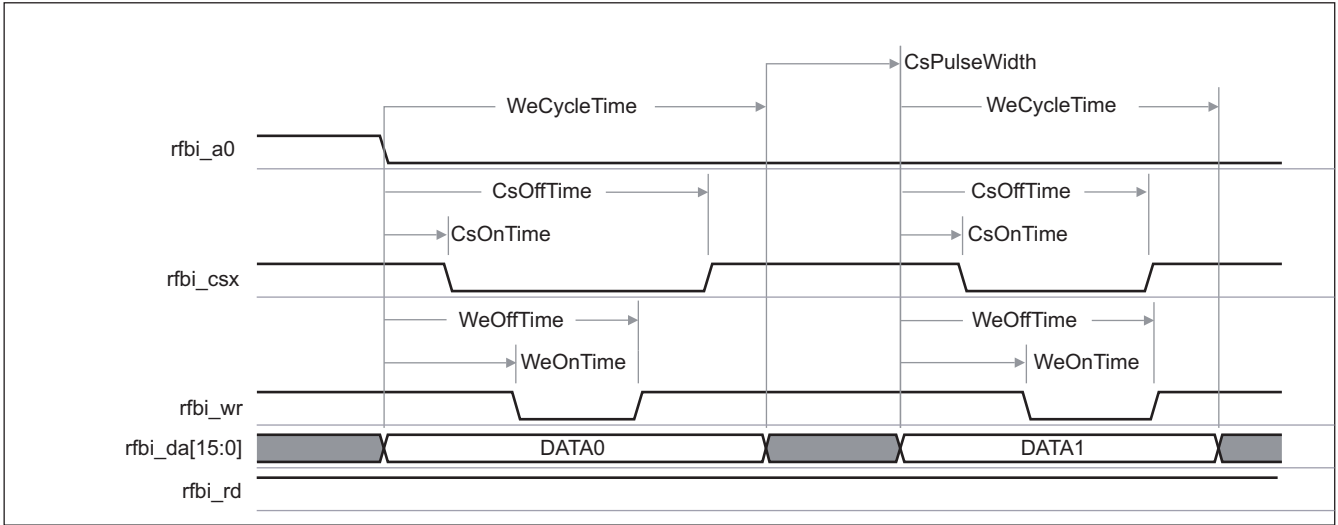 CsPulseWidth
WeCycleTime WeCycleTime
rfbi_a0
CsOffTime CsOffTime
CsOnTime CsOnTime
rfbi_csx
WeOffTime WeOffTime
WeOnTime WeOnTime
rfbi_wr
rfbi_da[15:0] DATA0 DATA1
rfbi_rd